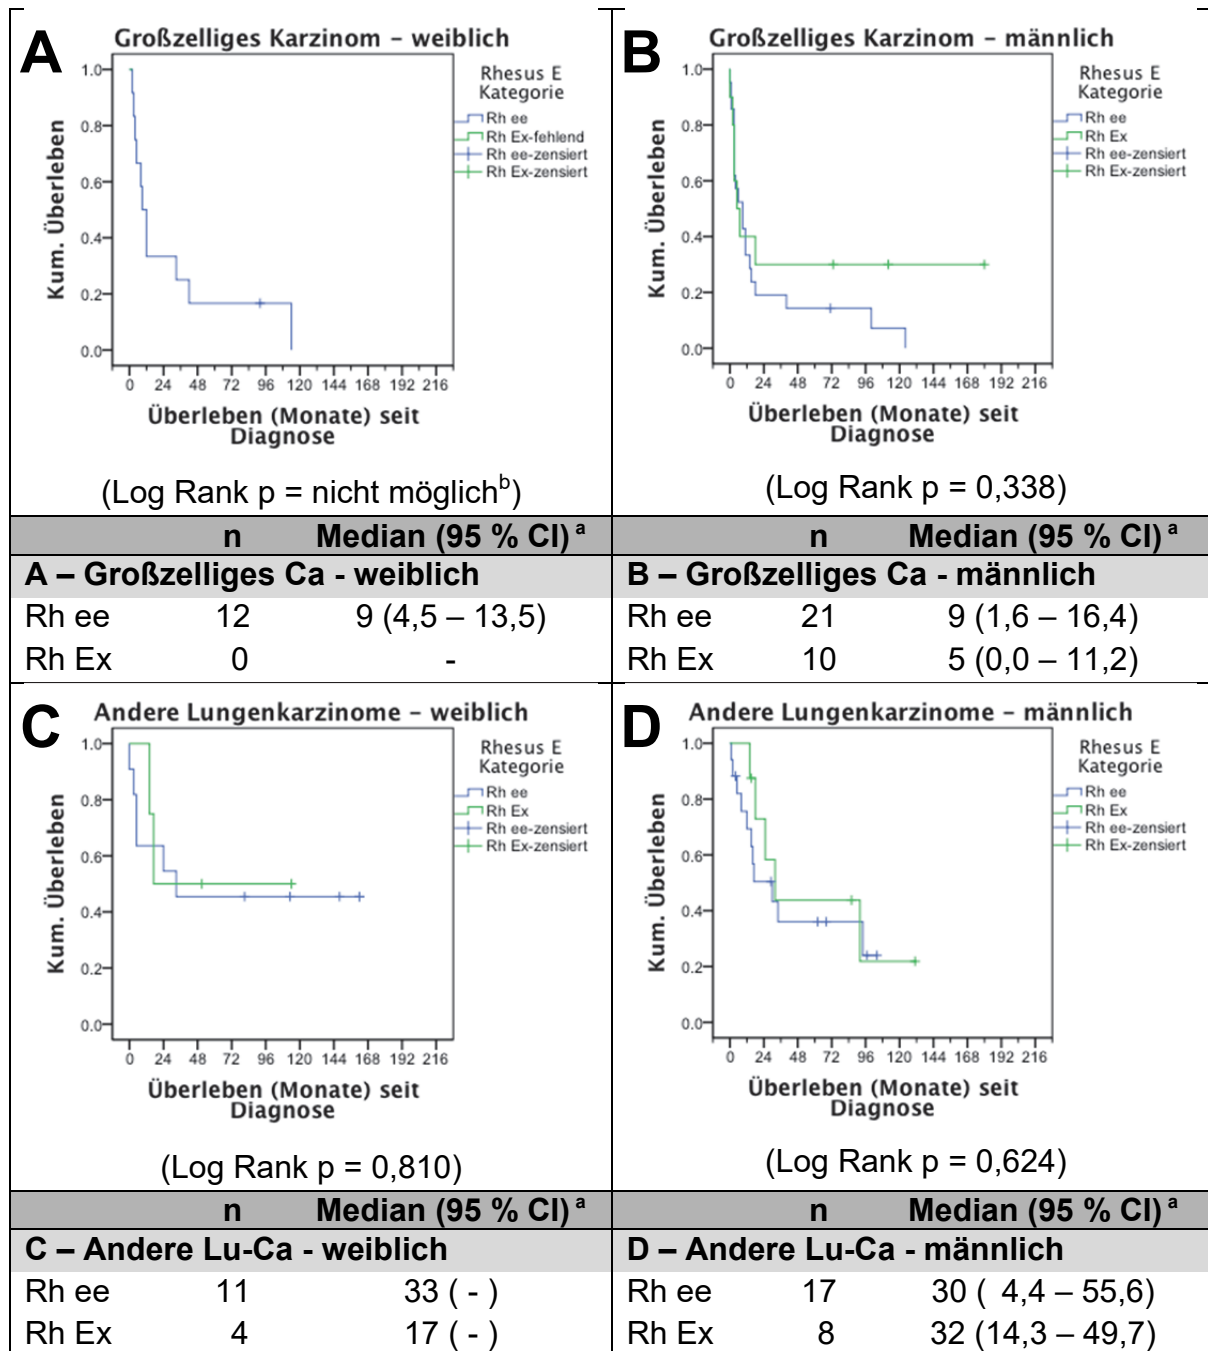 A
Großzelliges Karzinom – weiblich
Rhesus E
Kategorie
Rh ee
Rh Ex-fehlend
Rh ee-zensiert
Rh Ex-zensiert
Kum. Überleben
1.0
0.8
0.6
0.4
0.2
0.0
0 24 48 72 96 120 144 168 192 216
Überleben (Monate) seit
Diagnose
(Log Rank p = nicht möglichᵇ)
n Median (95 % CI) ᵃ
A – Großzelliges Ca - weiblich
Rh ee 12 9 (4,5 – 13,5)
Rh Ex 0 -
B
Großzelliges Karzinom – männlich
Rhesus E
Kategorie
Rh ee
Rh Ex
Rh ee-zensiert
Rh Ex-zensiert
Kum. Überleben
1.0
0.8
0.6
0.4
0.2
0.0
0 24 48 72 96 120 144 168 192 216
Überleben (Monate) seit
Diagnose
(Log Rank p = 0,338)
n Median (95 % CI) ᵃ
B – Großzelliges Ca - männlich
Rh ee 21 9 (1,6 – 16,4)
Rh Ex 10 5 (0,0 – 11,2)
C
Andere Lungenkarzinome – weiblich
Rhesus E
Kategorie
Rh ee
Rh Ex
Rh ee-zensiert
Rh Ex-zensiert
Kum. Überleben
1.0
0.8
0.6
0.4
0.2
0.0
0 24 48 72 96 120 144 168 192 216
Überleben (Monate) seit
Diagnose
(Log Rank p = 0,810)
n Median (95 % CI) ᵃ
C – Andere Lu-Ca - weiblich
Rh ee 11 33 ( - )
Rh Ex 4 17 ( - )
D
Andere Lungenkarzinome – männlich
Rhesus E
Kategorie
Rh ee
Rh Ex
Rh ee-zensiert
Rh Ex-zensiert
Kum. Überleben
1.0
0.8
0.6
0.4
0.2
0.0
0 24 48 72 96 120 144 168 192 216
Überleben (Monate) seit
Diagnose
(Log Rank p = 0,624)
n Median (95 % CI) ᵃ
D – Andere Lu-Ca - männlich
Rh ee 17 30 ( 4,4 – 55,6)
Rh Ex 8 32 (14,3 – 49,7)